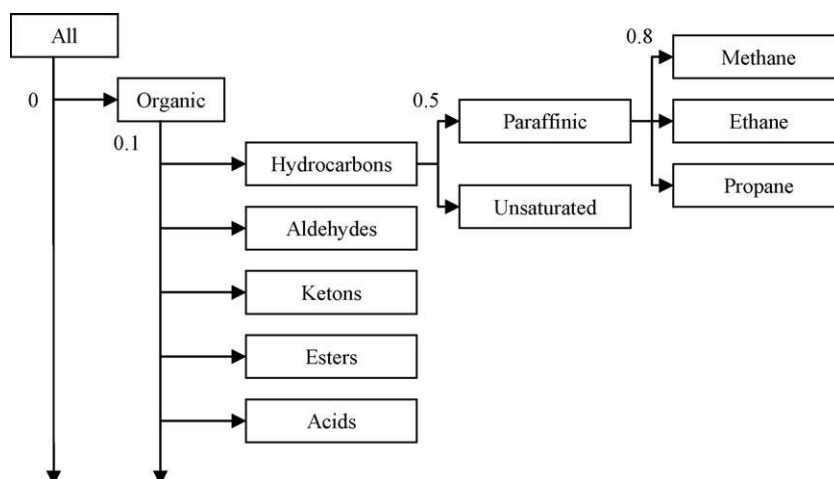 All
0.8
Methane
0
Organic
0.5
Paraffinic
Ethane
0.1
Hydrocarbons
Propane
Unsaturated
Aldehydes
Ketons
Esters
Acids